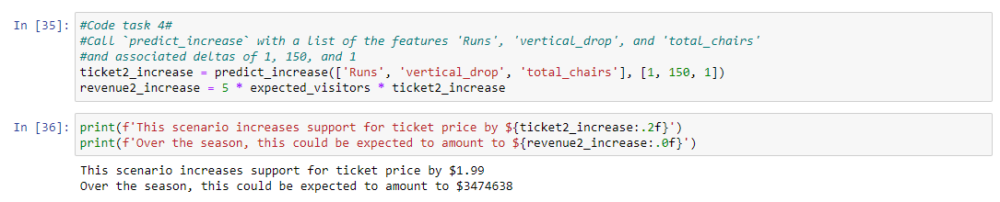 In [35]: #Code task 4#
#Call `predict_increase` with a list of the features 'Runs', 'vertical_drop', and 'total_chairs'
#and associated deltas of 1, 150, and 1
ticket2_increase = predict_increase(['Runs', 'vertical_drop', 'total_chairs'], [1, 150, 1])
revenue2_increase = 5 * expected_visitors * ticket2_increase
In [36]: print(f'This scenario increases support for ticket price by ${ticket2_increase:.2f}')
print(f'Over the season, this could be expected to amount to ${revenue2_increase:.0f}')
This scenario increases support for ticket price by $1.99
Over the season, this could be expected to amount to $3474638